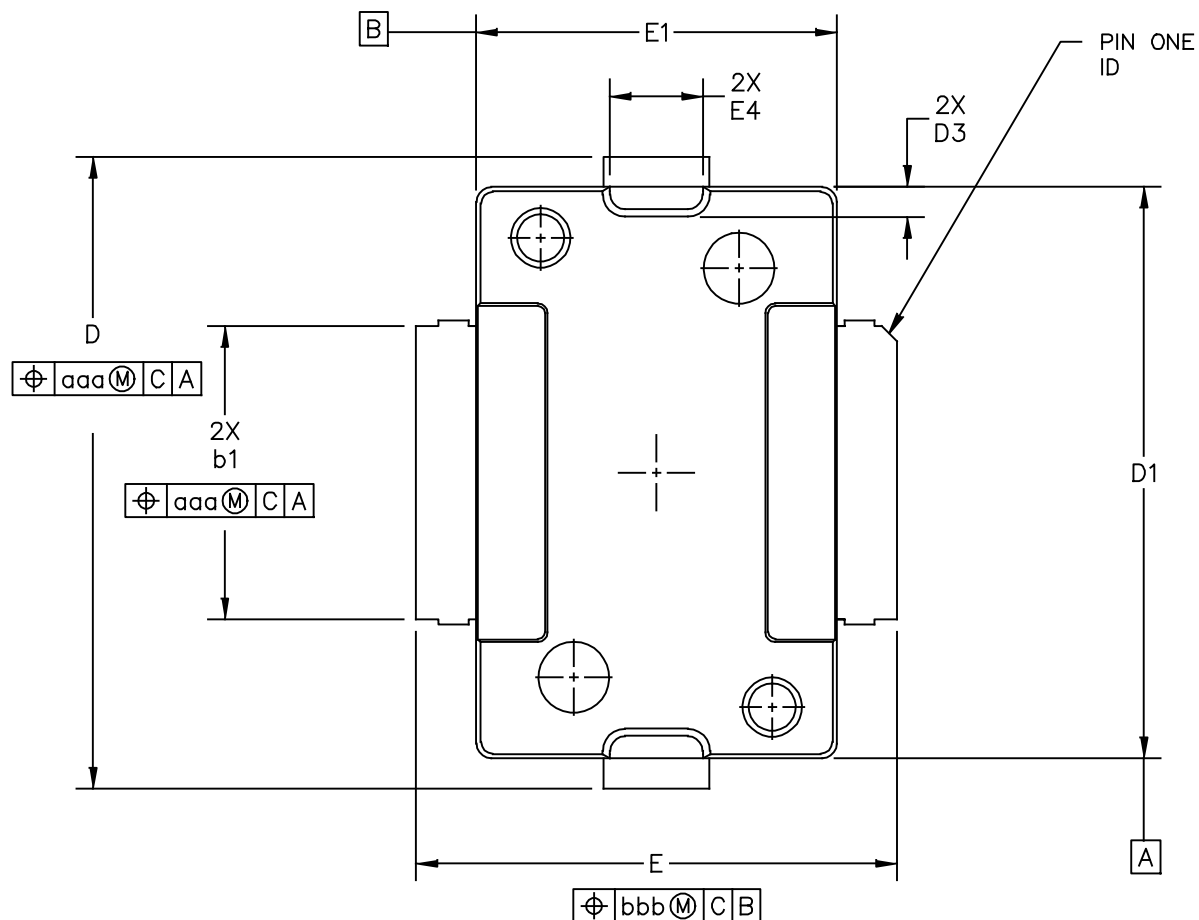 B
E1
PIN ONE
ID
2X
E4
2X
D3
D
⌖ aaa Ⓜ C A
2X
b1
⌖ aaa Ⓜ C A
D1
E
A
⌖ bbb Ⓜ C B